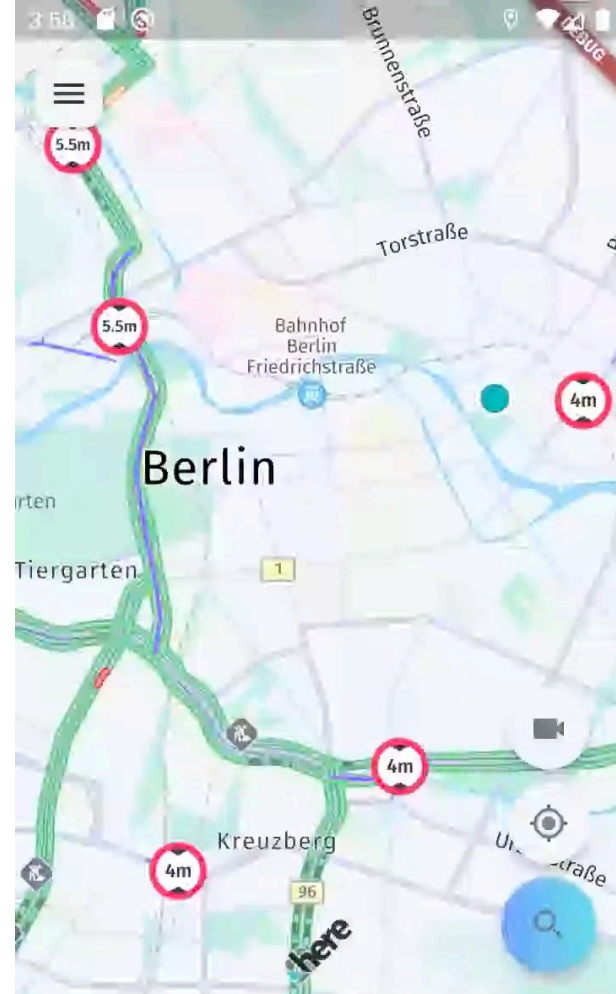 3:58
DEBUG
Brunnenstraße
5.5m
Torstraße
5.5m
Bahnhof
Berlin
Friedrichstraße
4m
Berlin
rten
Tiergarten
1
4m
Kreuzberg
4m
96
straße
here